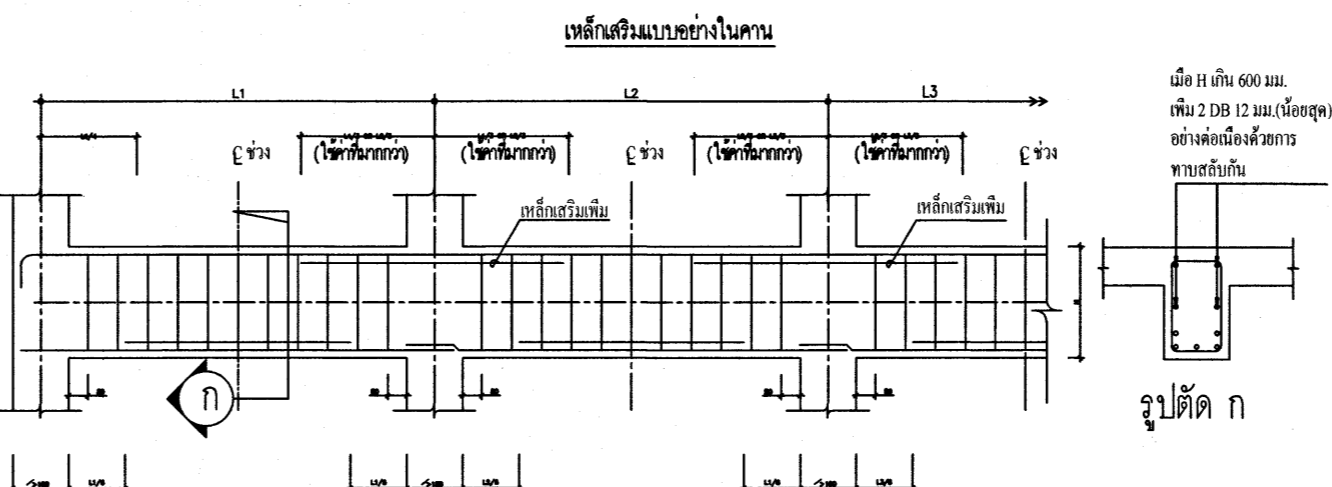 เหล็กเสริมแบบอย่างในคาน
L1
L2
L3
เมื่อ H เกิน 600 มม.
เพิ่ม 2 DB 12 มม.(น้อยสุด)
อย่างต่อเนื่องด้วยการ
ทาบสลับกัน
℄ ช่วง
(ใช้ค่าที่มากกว่า)
(ใช้ค่าที่มากกว่า)
(ใช้ค่าที่มากกว่า)
(ใช้ค่าที่มากกว่า)
℄ ช่วง
เหล็กเสริมเพิ่ม
เหล็กเสริมเพิ่ม
ก
รูปตัด ก